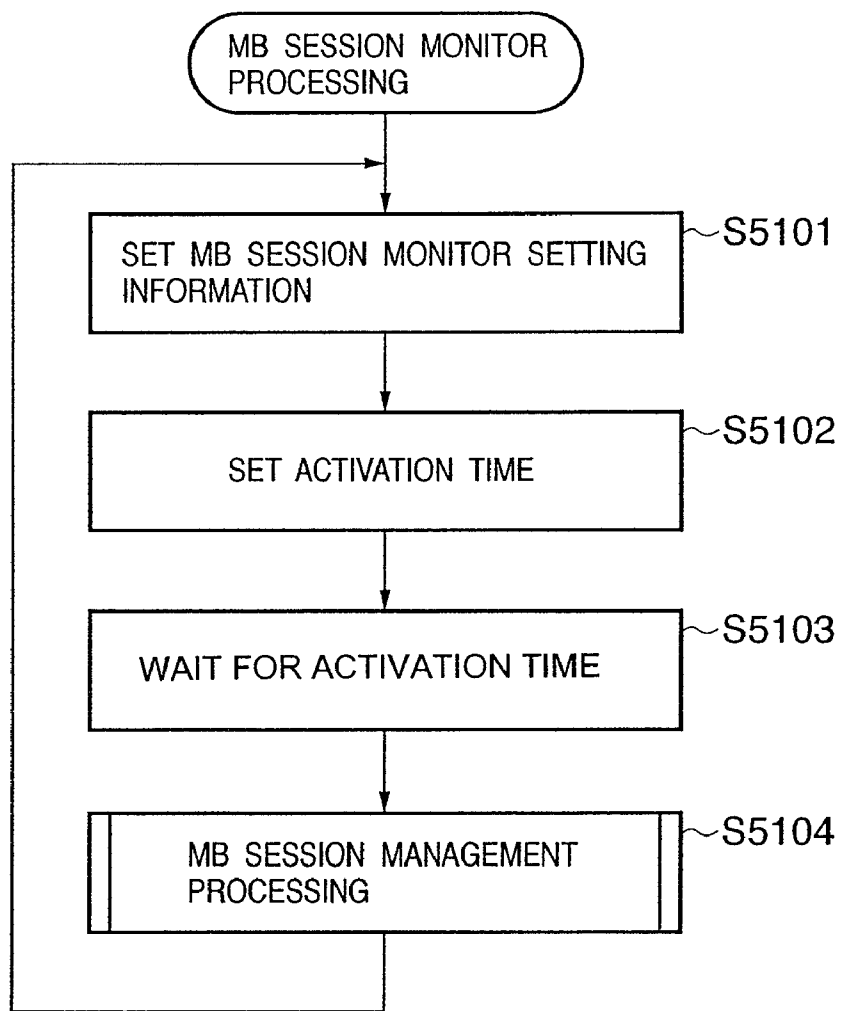 MB SESSION MONITOR
PROCESSING
S5101
SET MB SESSION MONITOR SETTING
INFORMATION
S5102
SET ACTIVATION TIME
S5103
WAIT FOR ACTIVATION TIME
S5104
MB SESSION MANAGEMENT
PROCESSING